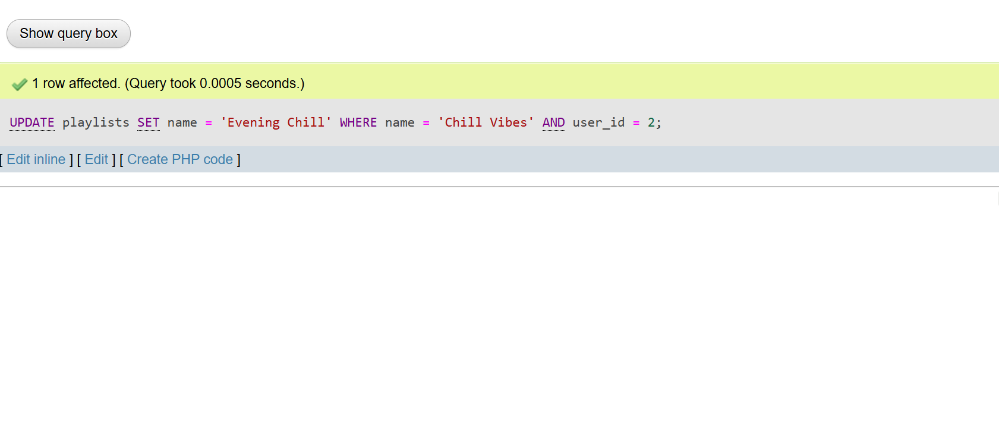 Show query box
1 row affected. (Query took 0.0005 seconds.)
UPDATE playlists SET name = 'Evening Chill' WHERE name = 'Chill Vibes' AND user_id = 2;
[ Edit inline ] [ Edit ] [ Create PHP code ]